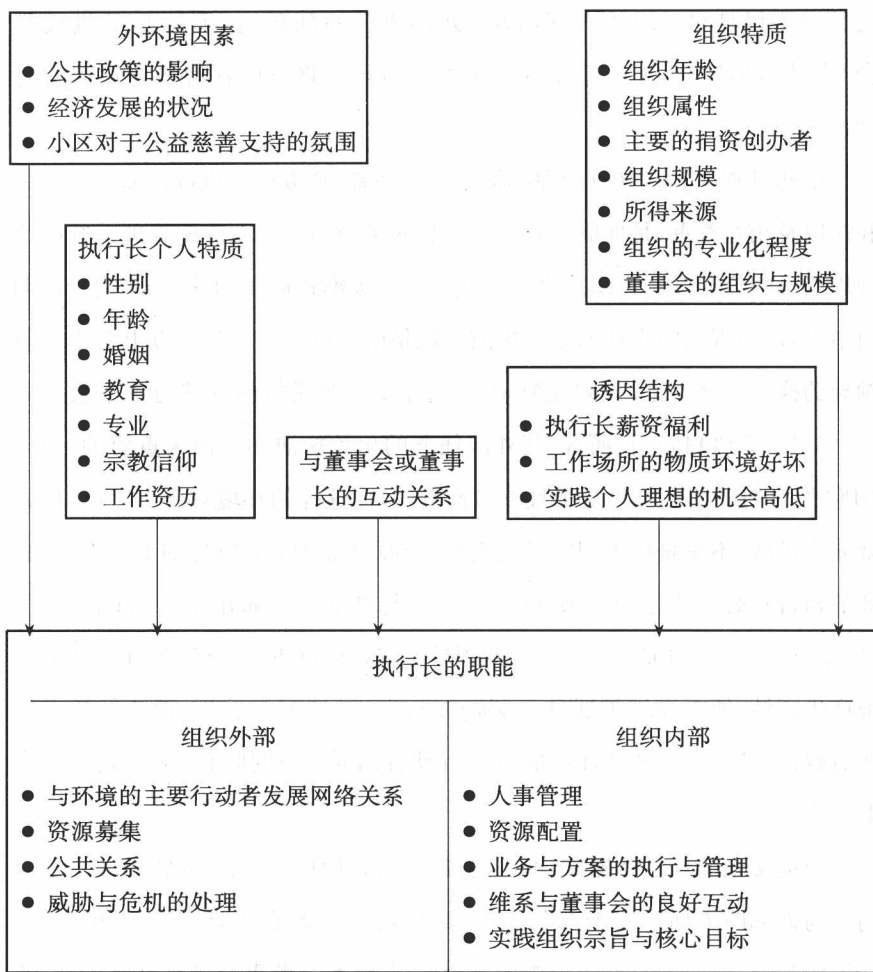 外环境因素
● 公共政策的影响
● 经济发展的状况
● 小区对于公益慈善支持的氛围
组织特质
● 组织年龄
● 组织属性
● 主要的捐资创办者
● 组织规模
● 所得来源
● 组织的专业化程度
● 董事会的组织与规模
执行长个人特质
● 性别
● 年龄
● 婚姻
● 教育
● 专业
● 宗教信仰
● 工作资历
与董事会或董事
长的互动关系
诱因结构
● 执行长薪资福利
● 工作场所的物质环境好坏
● 实践个人理想的机会高低
执行长的职能
组织外部
● 与环境的主要行动者发展网络关系
● 资源募集
● 公共关系
● 威胁与危机的处理
组织内部
● 人事管理
● 资源配置
● 业务与方案的执行与管理
● 维系与董事会的良好互动
● 实践组织宗旨与核心目标